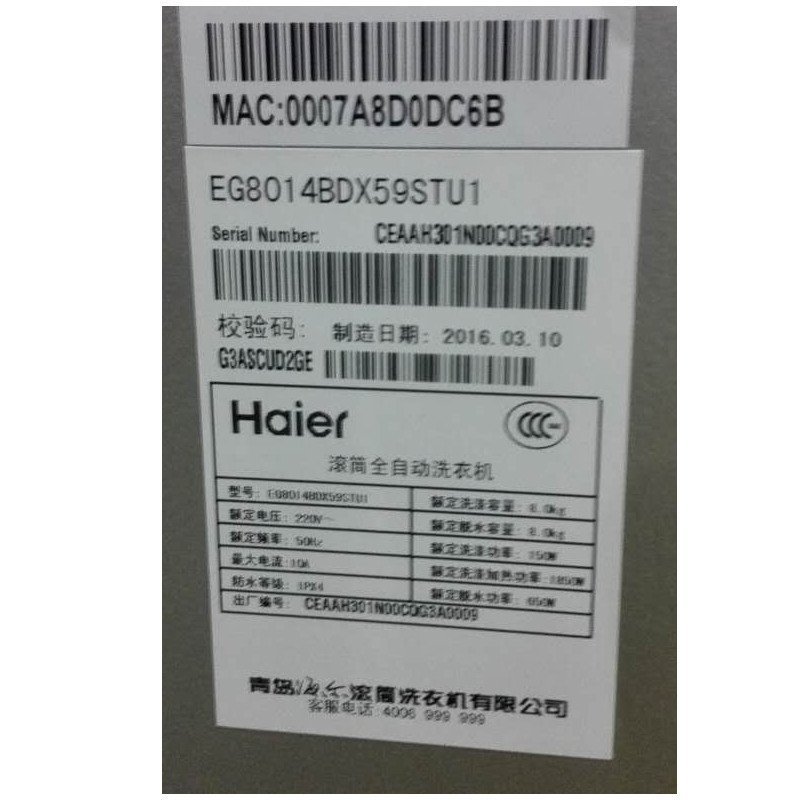 MAC:0007A8D0DC6B
EG8014BDX59STU1
Serial Number: CEAAH301N00CQG3A0009
校验码: 制造日期: 2016.03.10
G3ASCUD2GE
Haier CCC
滚筒全自动洗衣机
型号: EG8014BDX59STU1 额定洗涤容量: 8.0kg
额定电压: 220V~ 额定脱水容量: 8.0kg
额定频率: 50Hz 额定洗涤功率: 150W
最大电流: 10A 额定洗涤加热功率: 1850W
防水等级: IPX4 额定脱水功率: 650W
出厂编号: CEAAH301N00CQG3A0009
青岛海尔滚筒洗衣机有限公司
客服电话: 4006 999 999